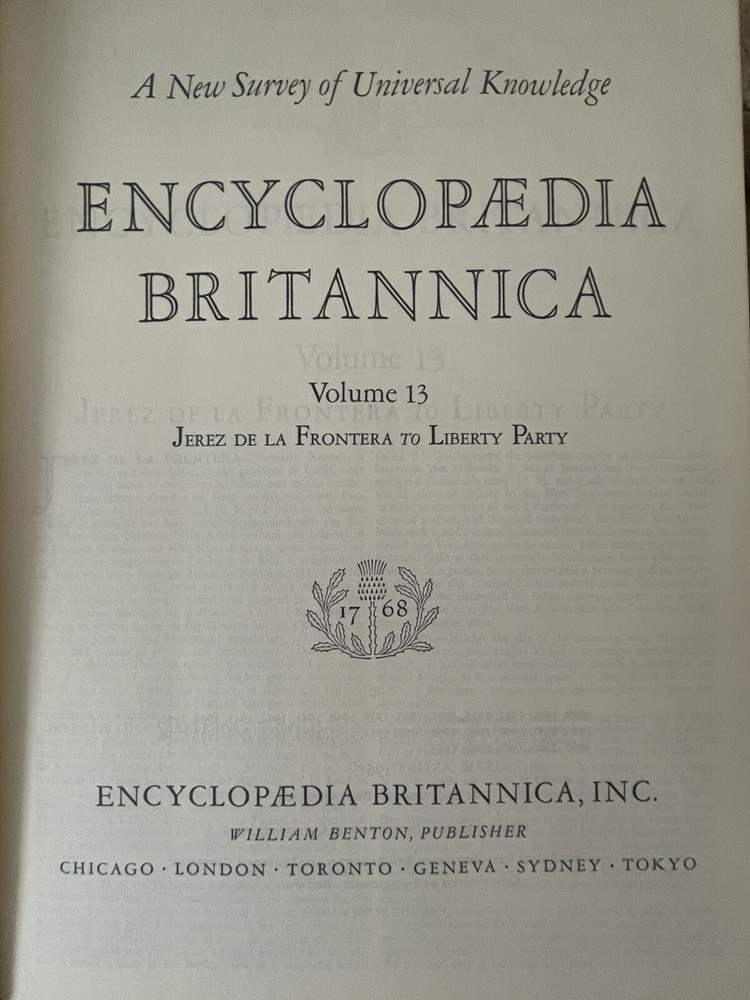 A New Survey of Universal Knowledge
ENCYCLOPÆDIA
BRITANNICA
Volume 13
JEREZ DE LA FRONTERA TO LIBERTY PARTY
17 68
ENCYCLOPÆDIA BRITANNICA, INC.
WILLIAM BENTON, PUBLISHER
CHICAGO · LONDON · TORONTO · GENEVA · SYDNEY · TOKYO